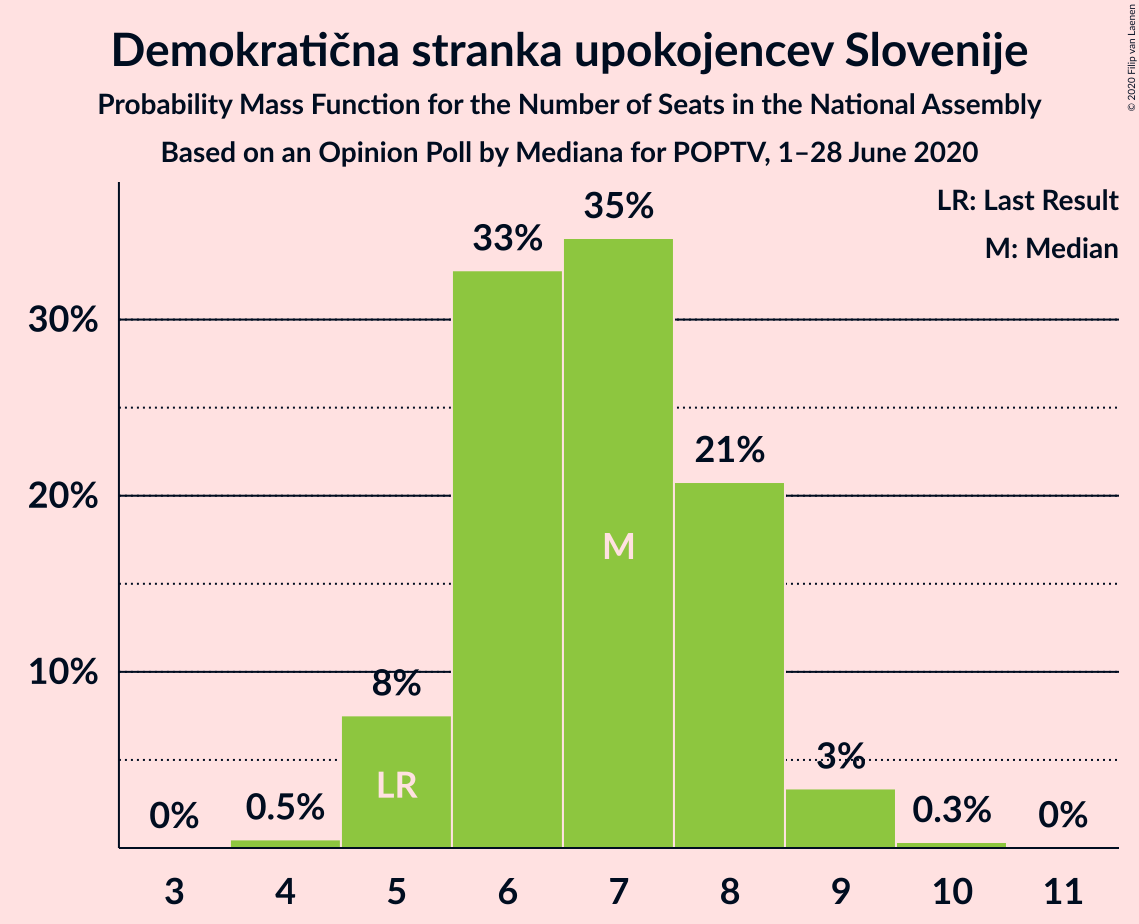 Demokratična stranka upokojencev Slovenije
Probability Mass Function for the Number of Seats in the National Assembly
Based on an Opinion Poll by Mediana for POPTV, 1–28 June 2020
© 2020 Filip van Laenen
LR: Last Result
M: Median
35%
33%
30%
21%
20%
M
10%
8%
3%
LR
0%
0.5%
0.3%
0%
3 4 5 6 7 8 9 10 11